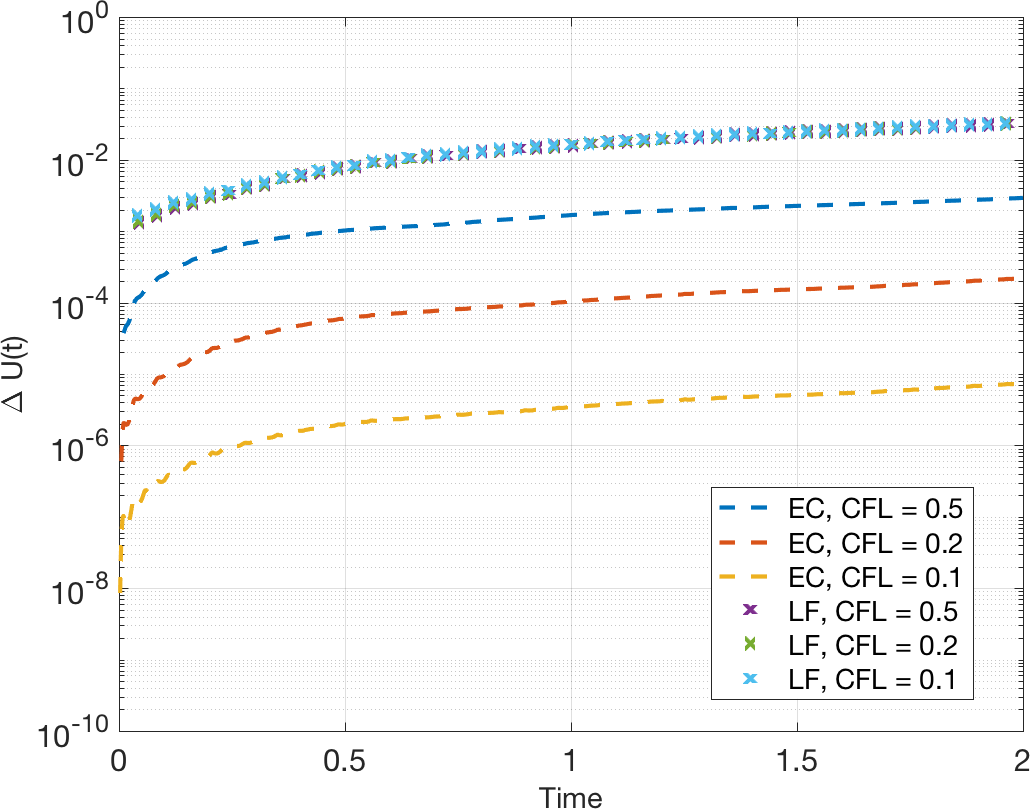 10^0
10^-2
10^-4
10^-6
10^-8
10^-10
Δ U(t)
0
0.5
1
1.5
2
Time
EC, CFL = 0.5
EC, CFL = 0.2
EC, CFL = 0.1
LF, CFL = 0.5
LF, CFL = 0.2
LF, CFL = 0.1